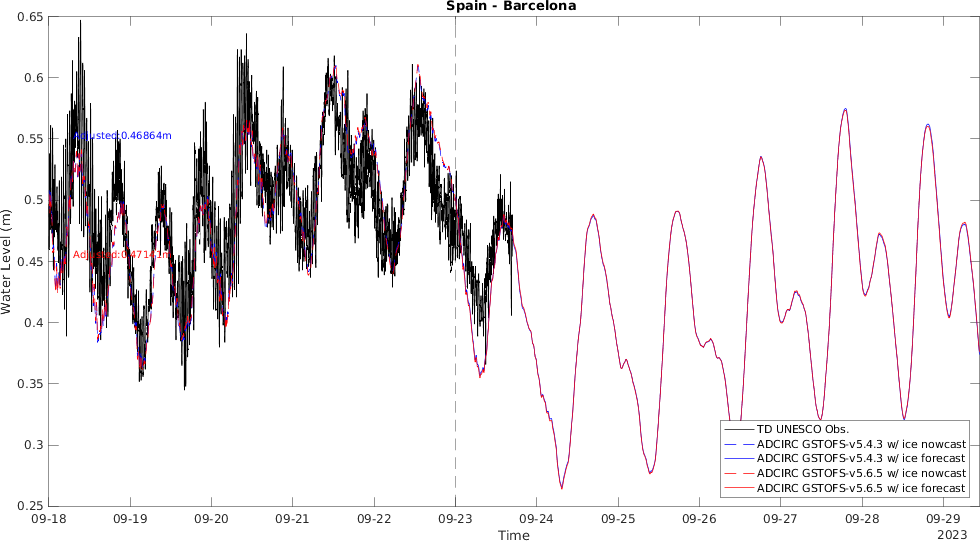 Spain - Barcelona
0.65
0.6
0.55
0.5
0.45
0.4
0.35
0.3
0.25
Water Level (m)
Adjusted:0.46864m
TD UNESCO Obs.
ADCIRC GSTOFS-v5.4.3 w/ ice nowcast
ADCIRC GSTOFS-v5.4.3 w/ ice forecast
ADCIRC GSTOFS-v5.6.5 w/ ice nowcast
ADCIRC GSTOFS-v5.6.5 w/ ice forecast
09-18 09-19 09-20 09-21 09-22 09-23 09-24 09-25 09-26 09-27 09-28 09-29
Time
2023